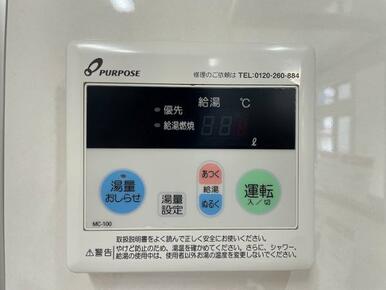 PURPOSE
修理のご依頼は TEL:0120-260-884
給湯 ℃
優先
給湯燃焼
ℓ
湯量
おしらせ
湯量
設定
あつく
給湯
ぬるく
運転
入/切
MC-100
取扱説明書をよく読んで正しく安全にお使いください。
⚠警告 やけど防止のため、湯温を確かめてください。さらに、シャワー、
給湯の使用中は、使用者以外お湯の温度を変更しないでください。